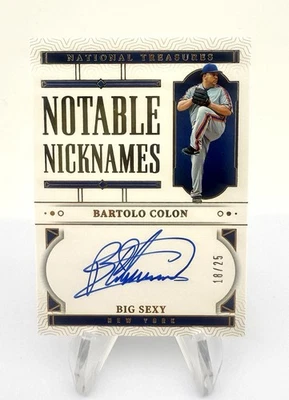 NATIONAL TREASURES
NOTABLE
NICKNAMES
BARTOLO COLON
18/25
BIG SEXY
NEW YORK